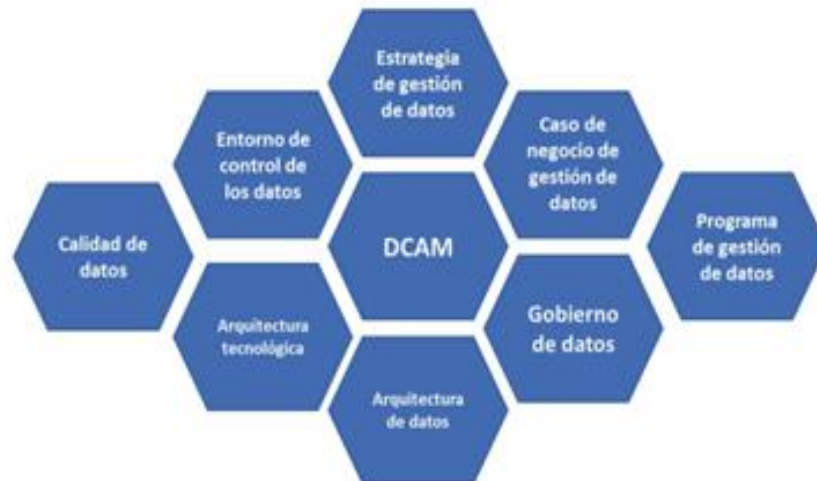 Estrategia
de gestión
de datos
Entorno de
control de
los datos
Caso de
negocio de
gestión de
datos
Calidad de
datos
DCAM
Programa
de gestión
de datos
Arquitectura
tecnológica
Gobierno
de datos
Arquitectura
de datos